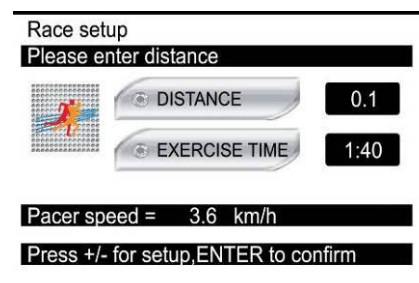 Race setup
Please enter distance
DISTANCE 0.1
EXERCISE TIME 1:40
Pacer speed = 3.6 km/h
Press +/- for setup,ENTER to confirm